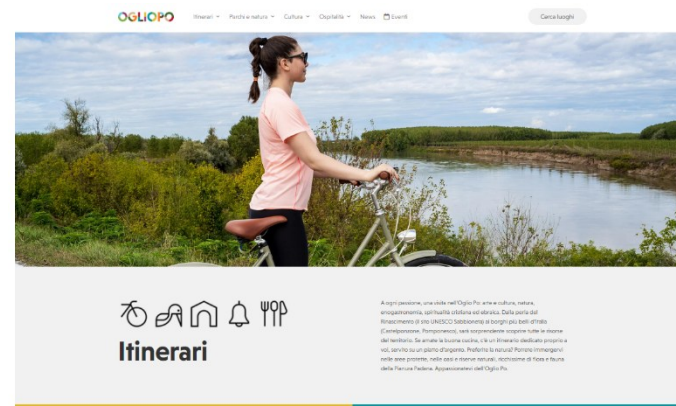 OGLIOPO
Itinerari
Parchi e natura
Cultura
Ospitalità
News
Eventi
Cerca luoghi
Itinerari
A ogni passione, una visita nell'Oglio Po: arte e cultura, natura,
enogastronomia, spiritualità cristiana ed ebraica. Dalla perla del
Rinascimento (il sito UNESCO Sabbioneta) ai borghi più belli d'Italia
(Castelponzone, Pomponesco), sarà sorprendente scoprire tutte le risorse
del territorio. Se amate la buona cucina, c'è un itinerario dedicato proprio a
voi, servito su un piatto d'argento. Preferite la natura? Potrete immergervi
nelle aree protette, nelle oasi e riserve naturali, ricchissime di flora e fauna
della Pianura Padana. Appassionatevi dell'Oglio Po.